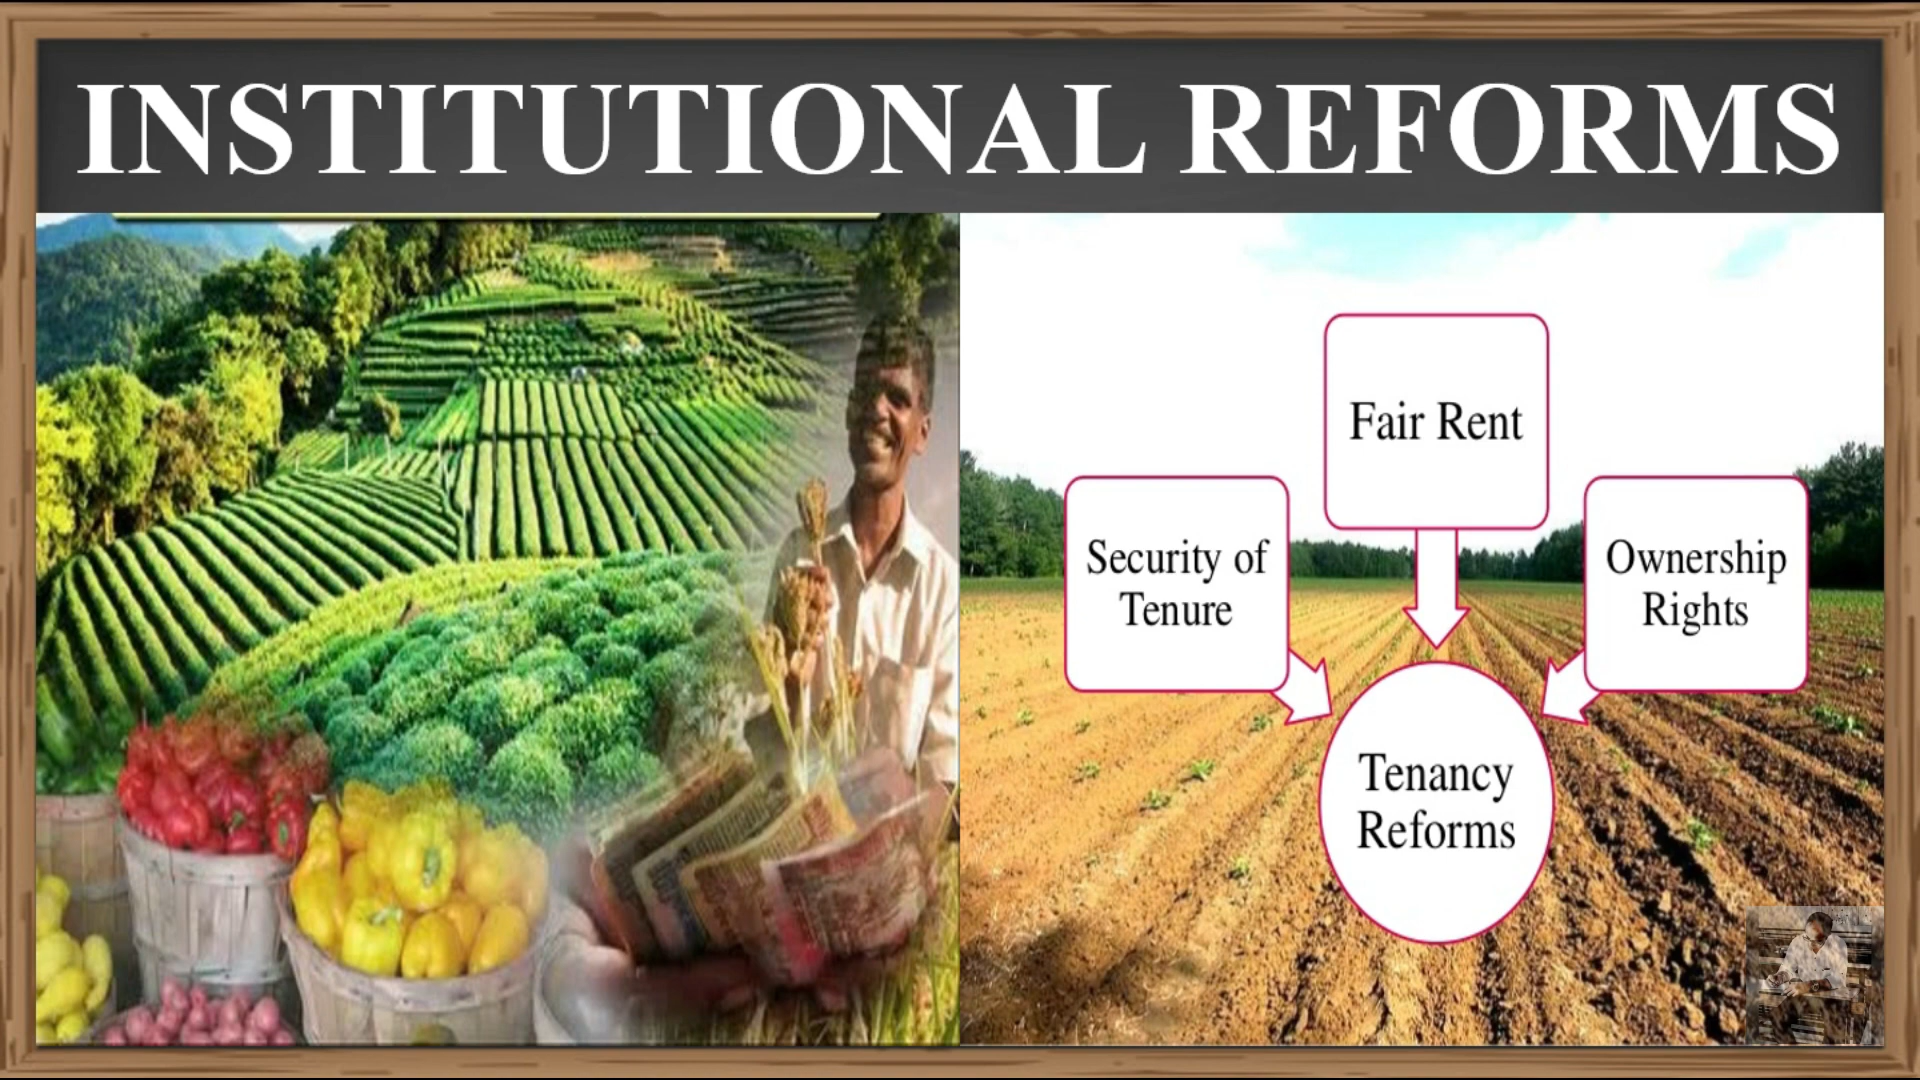 INSTITUTIONAL REFORMS
Fair Rent
Security of
Tenure
Ownership
Rights
Tenancy
Reforms